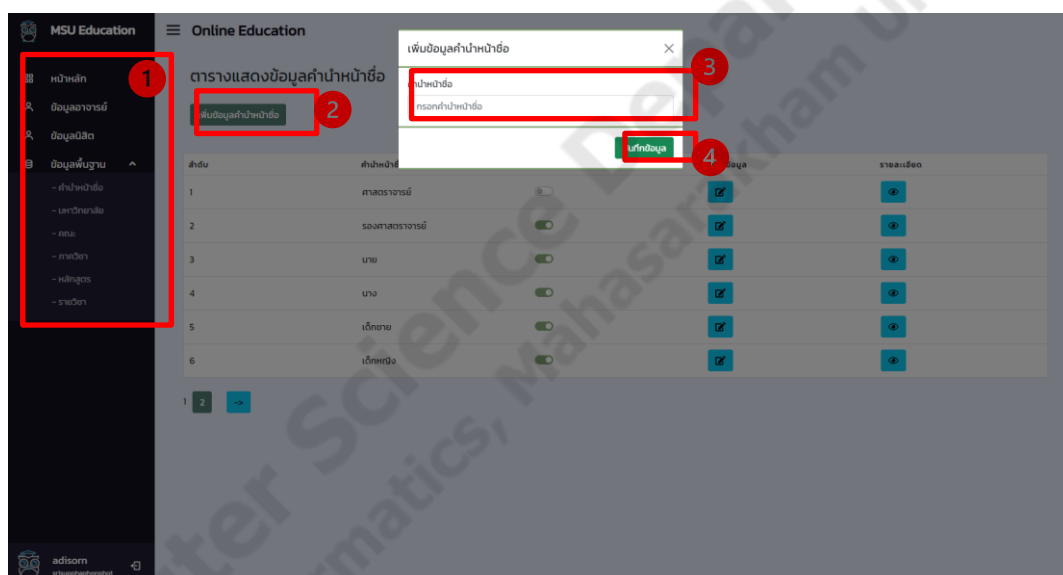 MSU Education
Online Education
เพิ่มข้อมูลคำนำหน้าชื่อ
หน้าหลัก
1
ตารางแสดงข้อมูลคำนำหน้าชื่อ
3
คำนำหน้าชื่อ
กรอกคำนำหน้าชื่อ
ข้อมูลอาจารย์
เพิ่มข้อมูลคำนำหน้าชื่อ
2
ข้อมูลนิสิต
บันทึกข้อมูล
4
ข้อมูลพื้นฐาน
ลำดับ
รายละเอียด
- คำนำหน้าชื่อ
1 ศาสตราจารย์
- มหาวิทยาลัย
2 รองศาสตราจารย์
- คณะ
- ภาควิชา
3 นาย
- หลักสูตร
4 นาง
- รายวิชา
5 เด็กชาย
6 เด็กหญิง
1 2 ->
adisorn